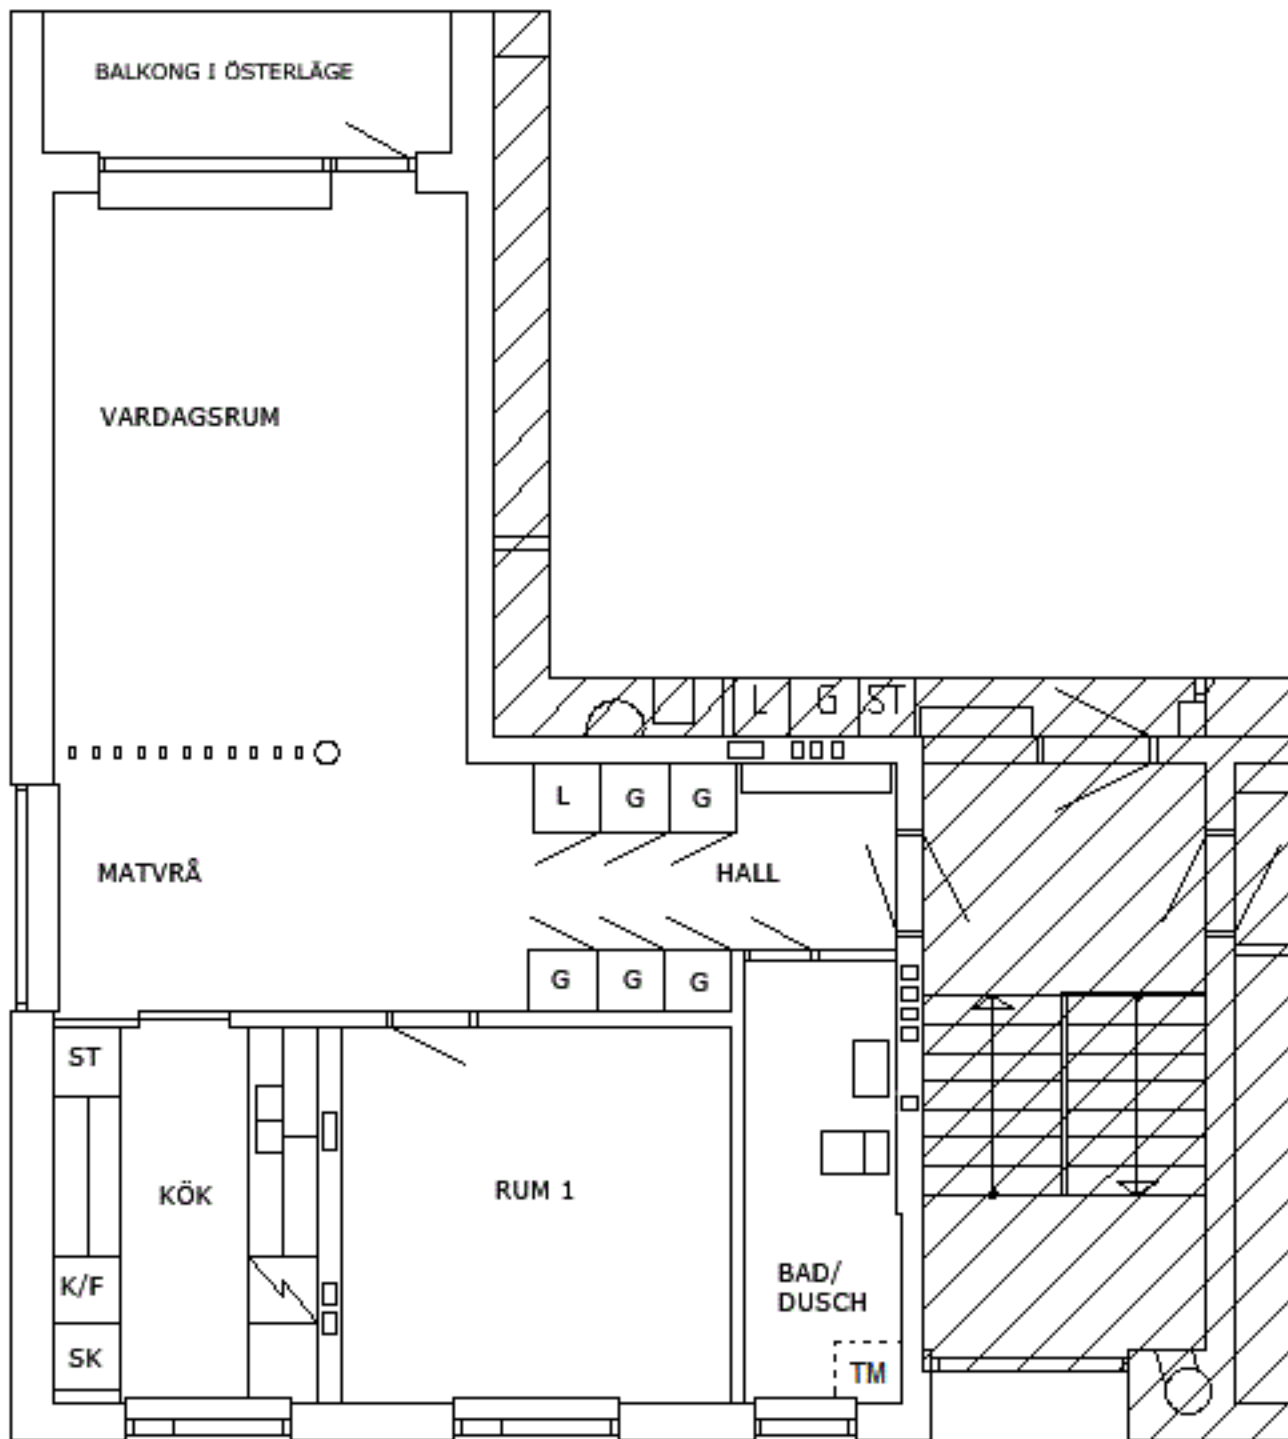 BALKONG I ÖSTERLÄGE
VARDAGSRUM
L G ST
L G G
MATVRÅ
HALL
G G G
ST
KÖK
RUM 1
K/F
BAD/
DUSCH
SK
TM